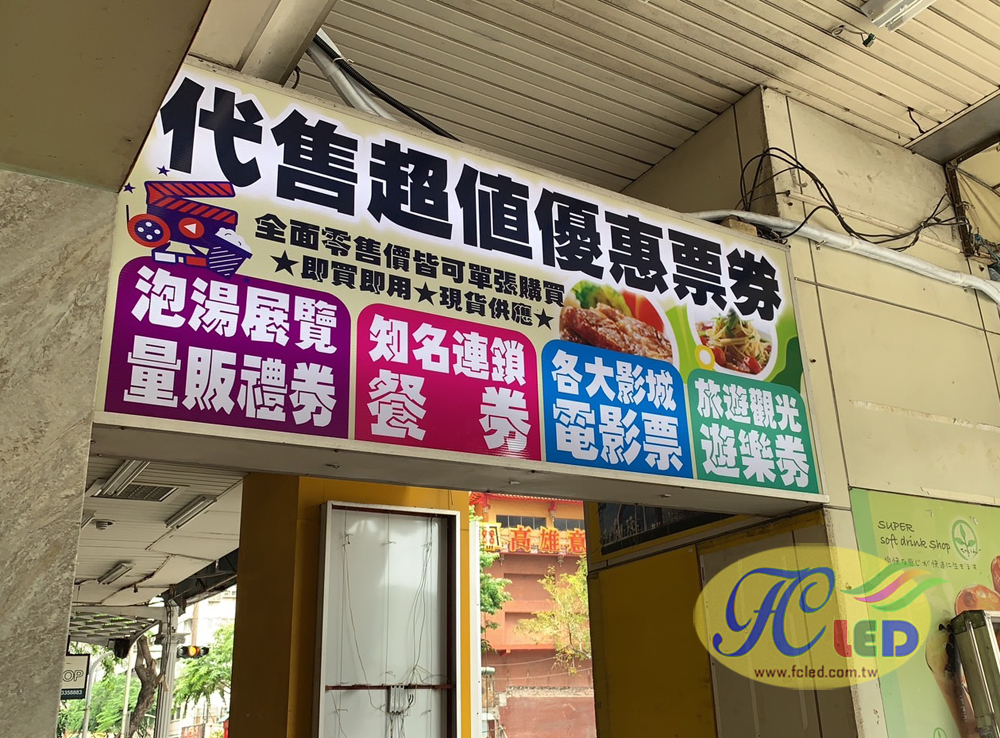 代售超值優惠票券
全面零售價皆可單張購買
★即買即用★現貨供應★
泡湯展覽
量販禮券
知名連鎖
餐券
各大影城
電影票
旅遊觀光
遊樂券
高雄意
SUPER
soft drink shop
OP
3358683
FC LED
www.fcled.com.tw